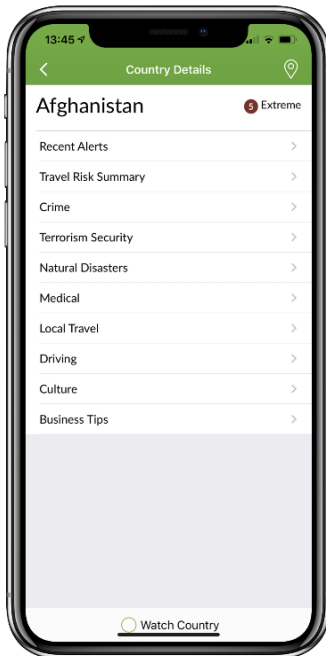 13:45
Country Details
Afghanistan
5 Extreme
Recent Alerts
Travel Risk Summary
Crime
Terrorism Security
Natural Disasters
Medical
Local Travel
Driving
Culture
Business Tips
Watch Country